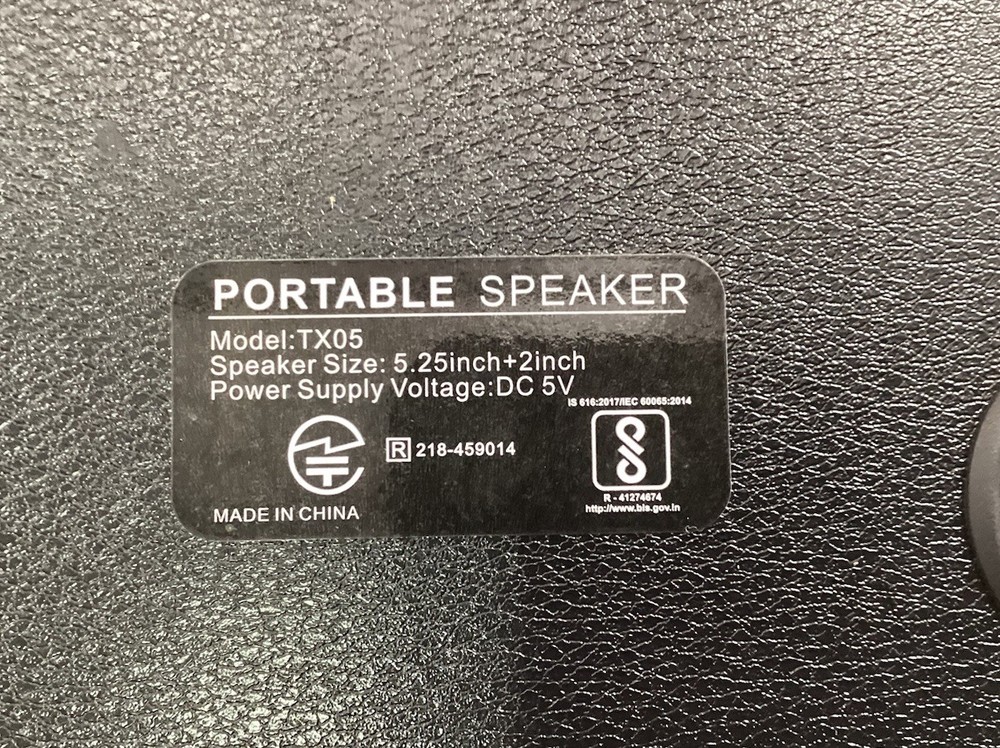 PORTABLE SPEAKER
Model:TX05
Speaker Size: 5.25inch+2inch
Power Supply Voltage:DC 5V
IS 616:2017/IEC 60065:2014
R 218-459014
R - 41274674
http://www.bis.gov.in
MADE IN CHINA